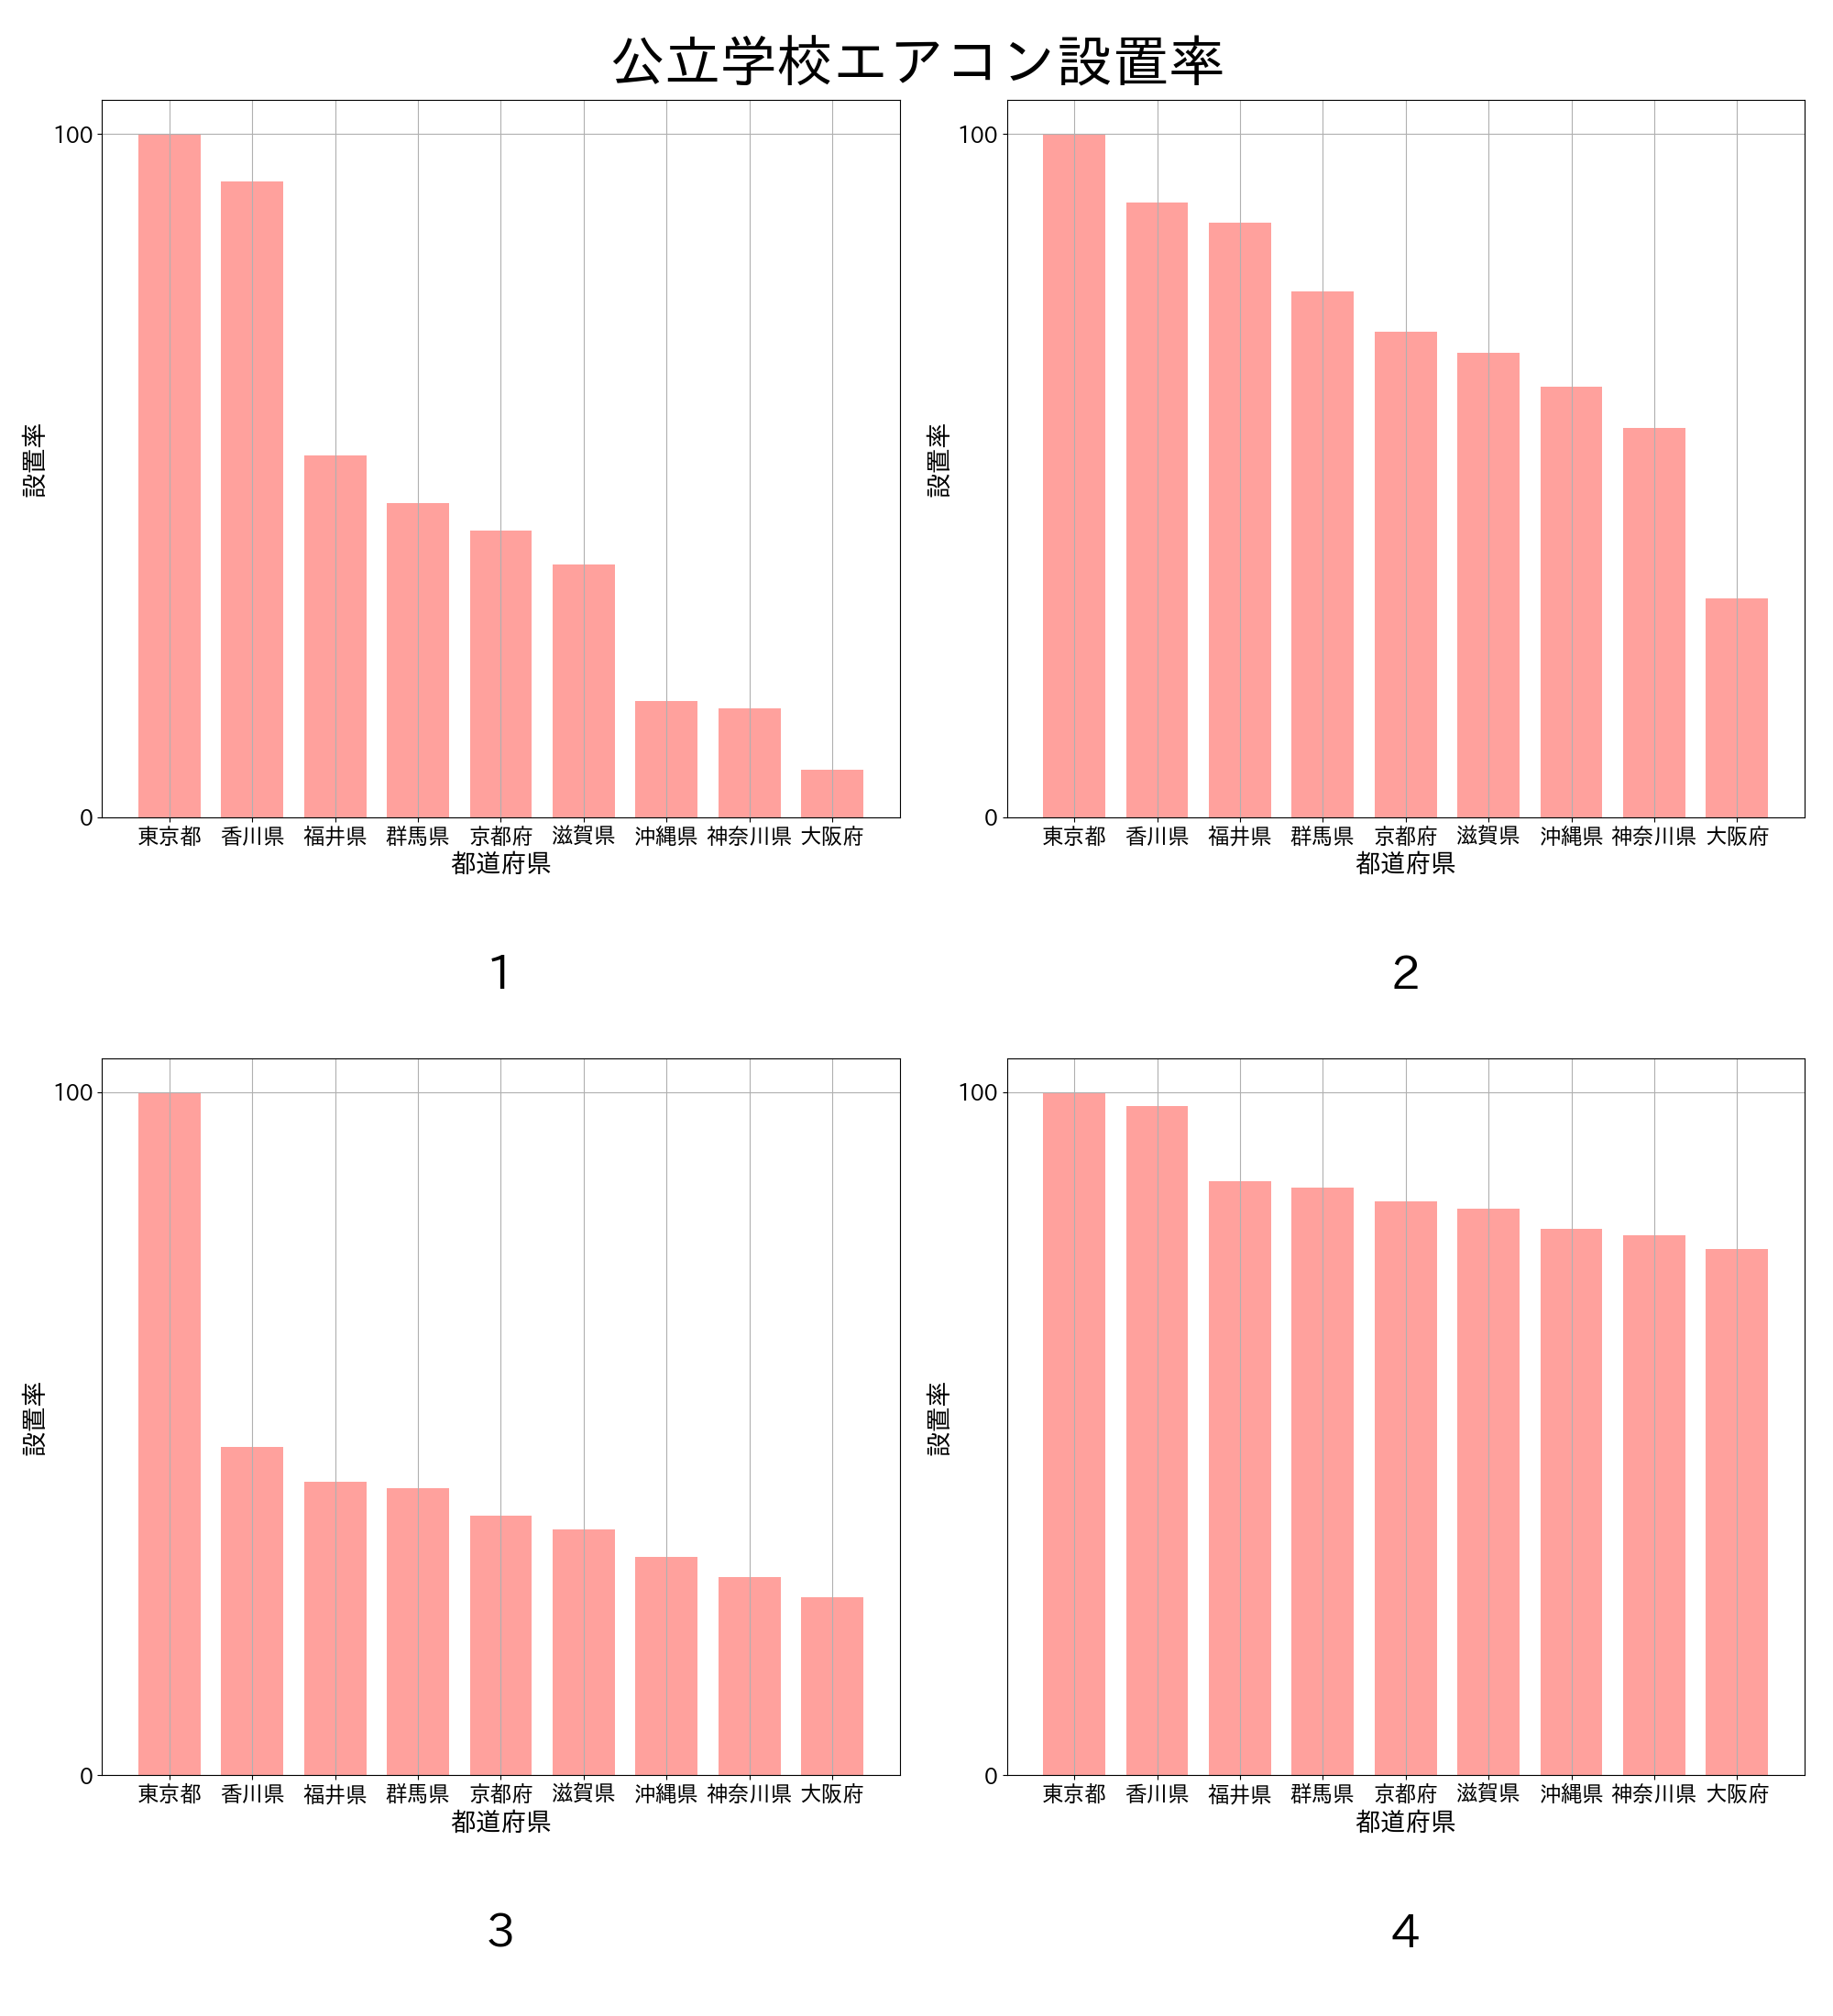 公立学校エアコン設置率
100
設置率
0
東京都 香川県 福井県 群馬県 京都府 滋賀県 沖縄県 神奈川県 大阪府
都道府県
1
100
設置率
0
東京都 香川県 福井県 群馬県 京都府 滋賀県 沖縄県 神奈川県 大阪府
都道府県
2
100
設置率
0
東京都 香川県 福井県 群馬県 京都府 滋賀県 沖縄県 神奈川県 大阪府
都道府県
3
100
設置率
0
東京都 香川県 福井県 群馬県 京都府 滋賀県 沖縄県 神奈川県 大阪府
都道府県
4